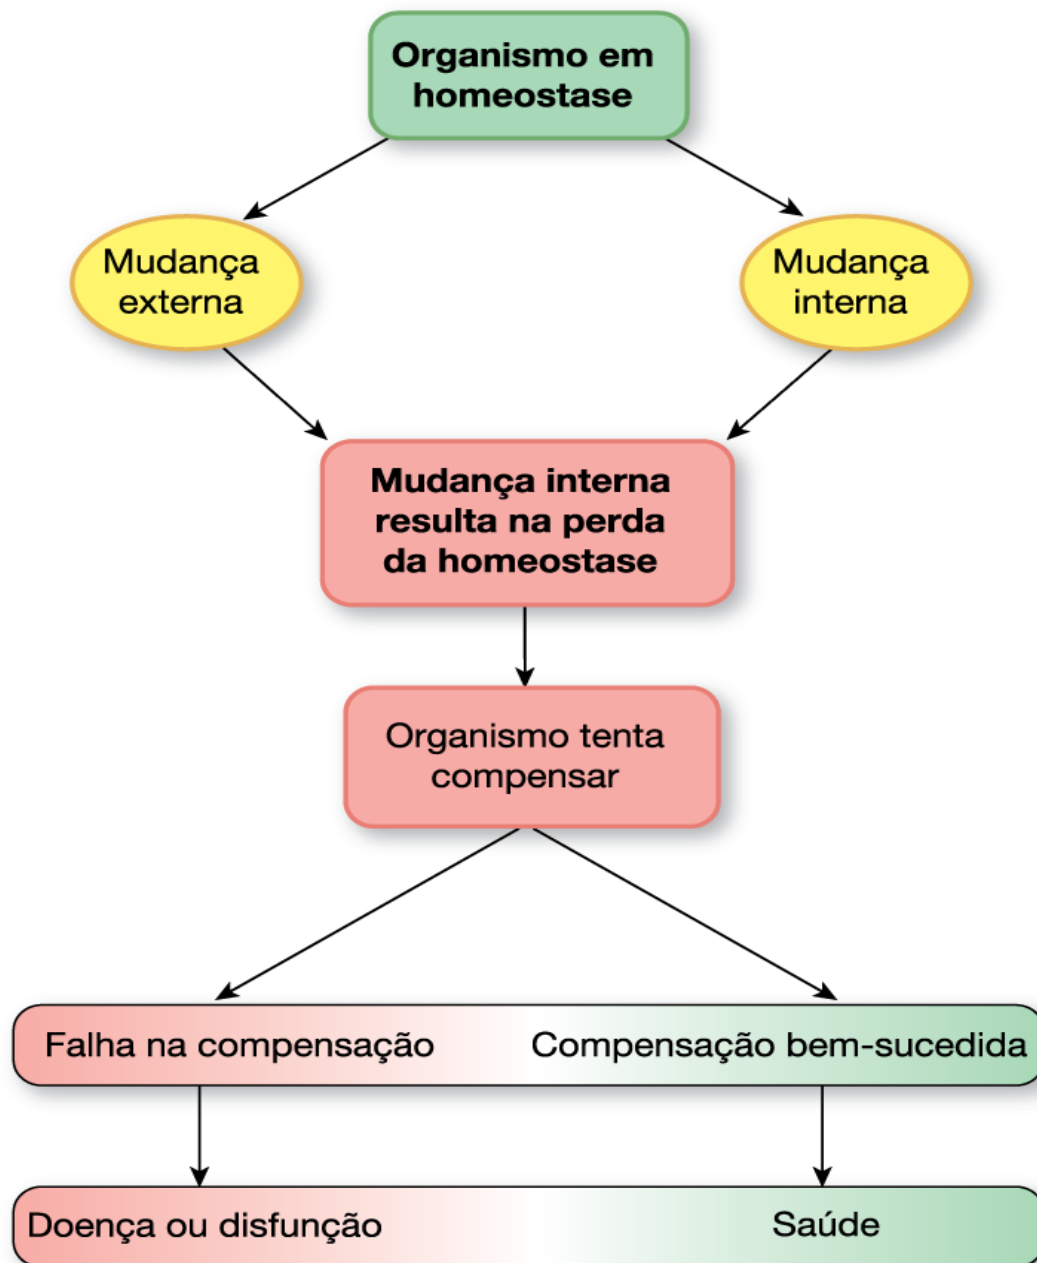 Organismo em
homeostase
Mudança
externa
Mudança
interna
Mudança interna
resulta na perda
da homeostase
Organismo tenta
compensar
Falha na compensação
Compensação bem-sucedida
Doença ou disfunção
Saúde